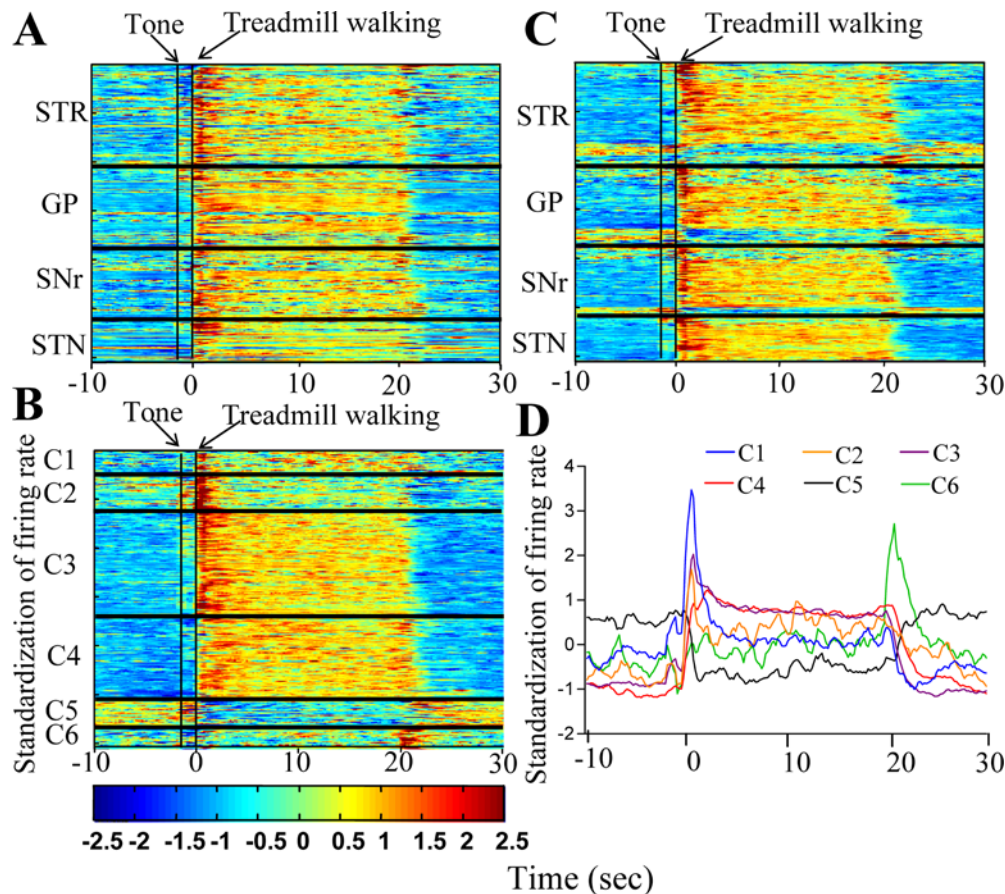 A
Tone
Treadmill walking
STR
GP
SNr
STN
-10 0 10 20 30
C
Tone
Treadmill walking
STR
GP
SNr
STN
-10 0 10 20 30
B
Tone
Treadmill walking
Standardization of firing rate
C1
C2
C3
C4
C5
C6
-10 0 10 20 30
-2.5 -2 -1.5 -1 -0.5 0 0.5 1 1.5 2 2.5
D
Standardization of firing rate
C1 C2 C3
C4 C5 C6
4
3
2
1
0
-1
-2
-10 0 10 20 30
Time (sec)